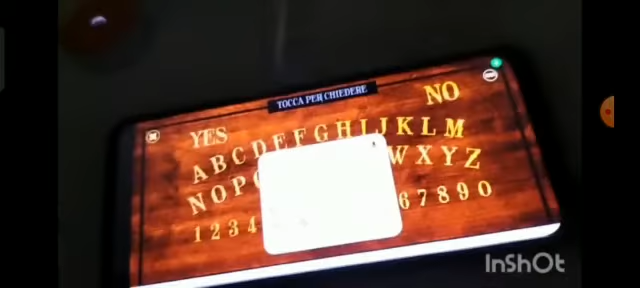 TOCCA PER CHIEDERE
YES
NO
ABCDEFGHIJKLM
NOP WXYZ
1234 67890
InShOt